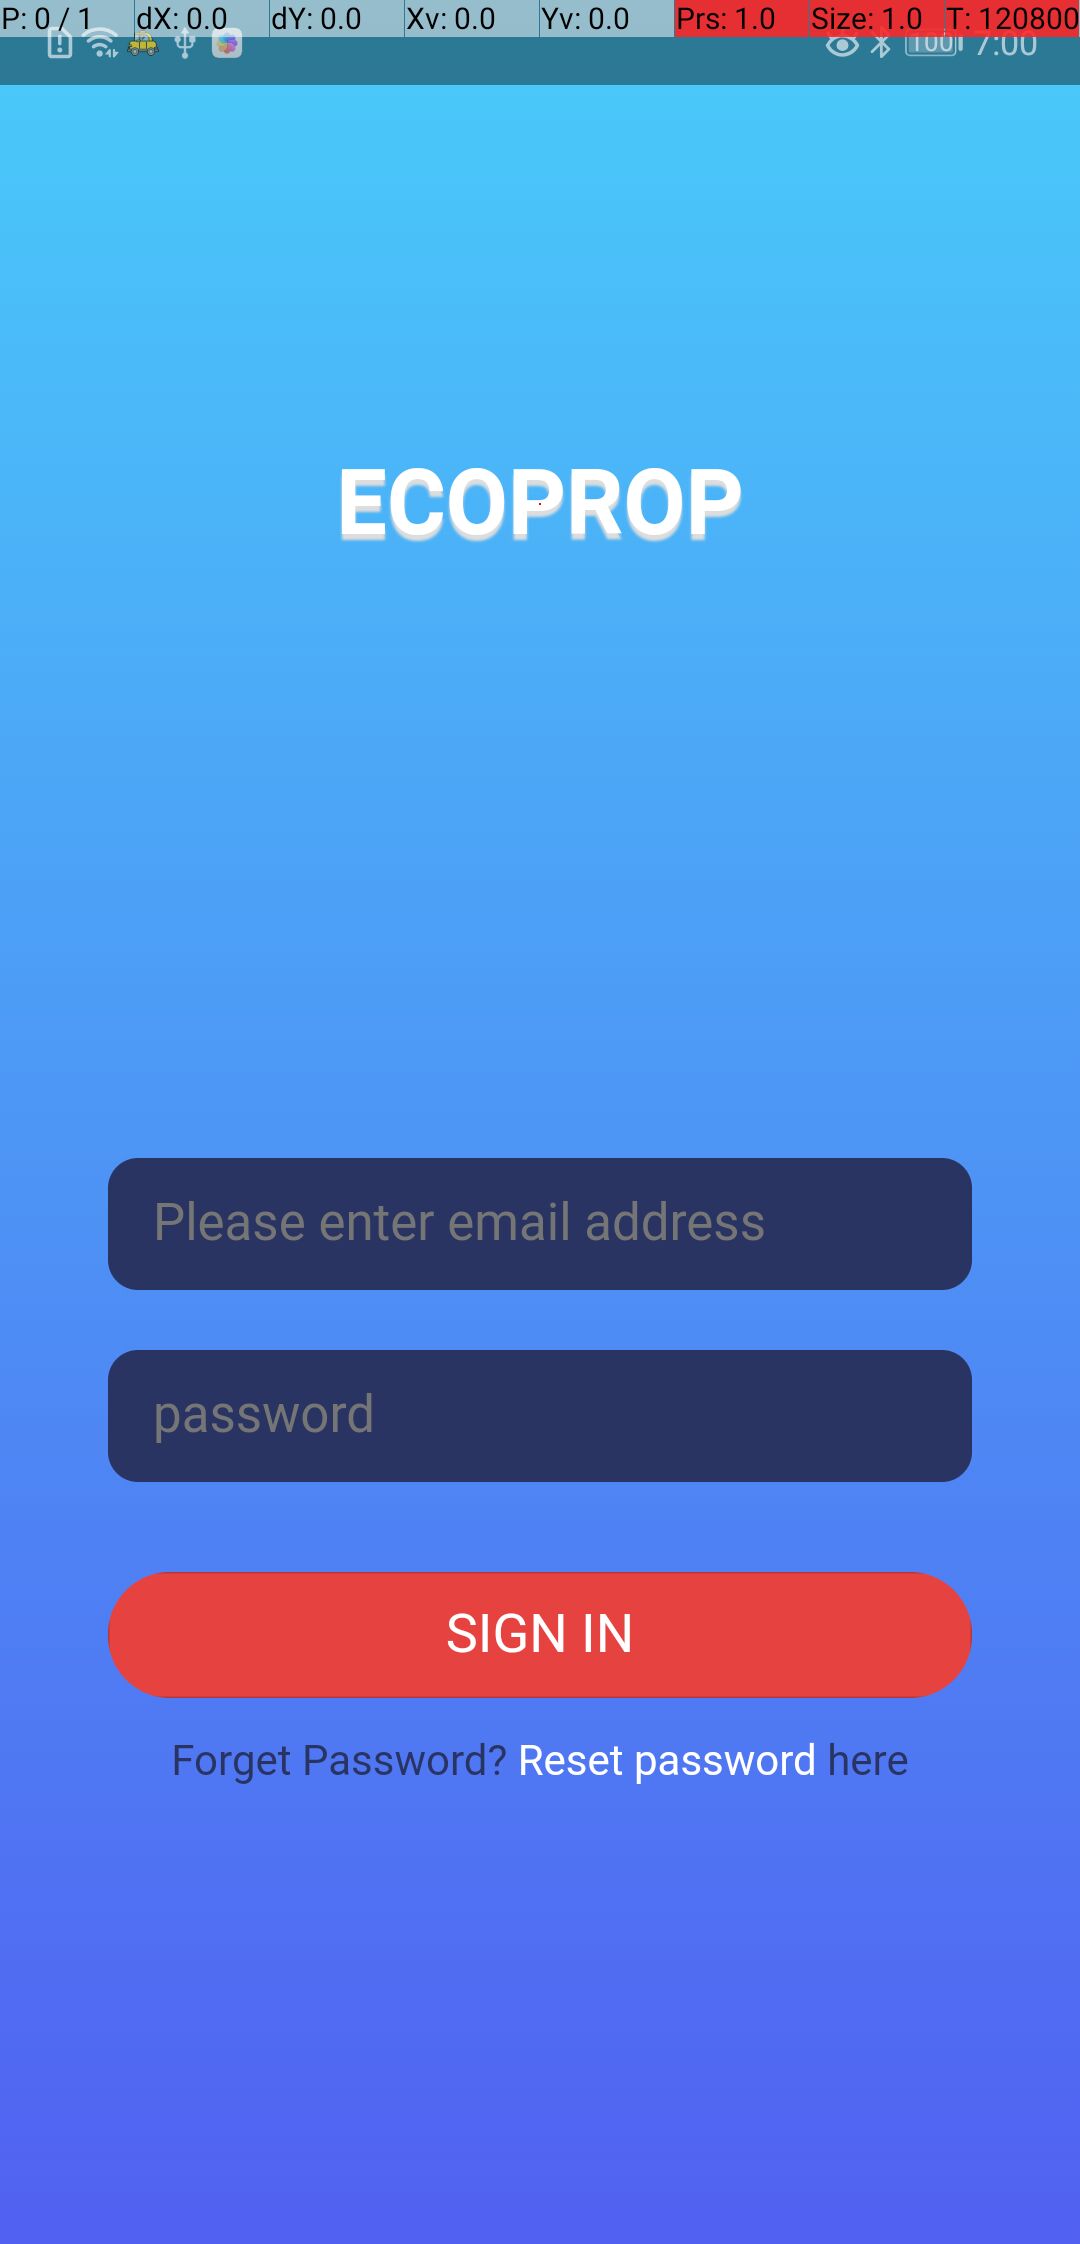 P: 0 / 1 dX: 0.0 dY: 0.0 Xv: 0.0 Yv: 0.0 Prs: 1.0 Size: 1.0 T: 120800
100 7:00
ECOPROP
Please enter email address
password
SIGN IN
Forget Password? Reset password here